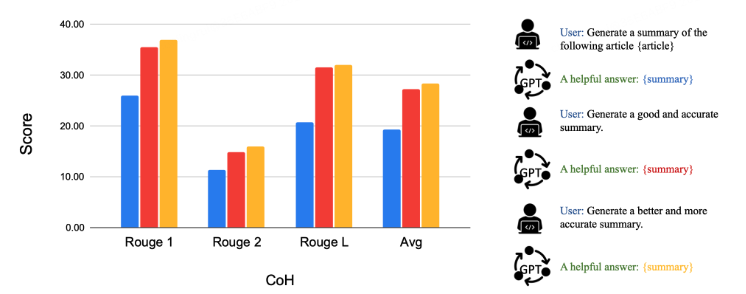 40.00
30.00
20.00
10.00
0.00
Score
Rouge 1
Rouge 2
Rouge L
Avg
CoH
User: Generate a summary of the
following article {article}
GPT
A helpful answer: {summary}
User: Generate a good and accurate
summary.
GPT
A helpful answer: {summary}
User: Generate a better and more
accurate summary.
GPT
A helpful answer: {summary}